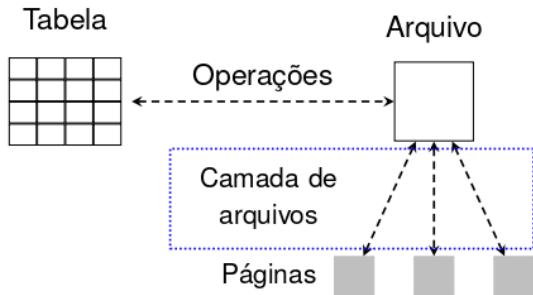 Tabela
Arquivo
Operações
Camada de
arquivos
Páginas